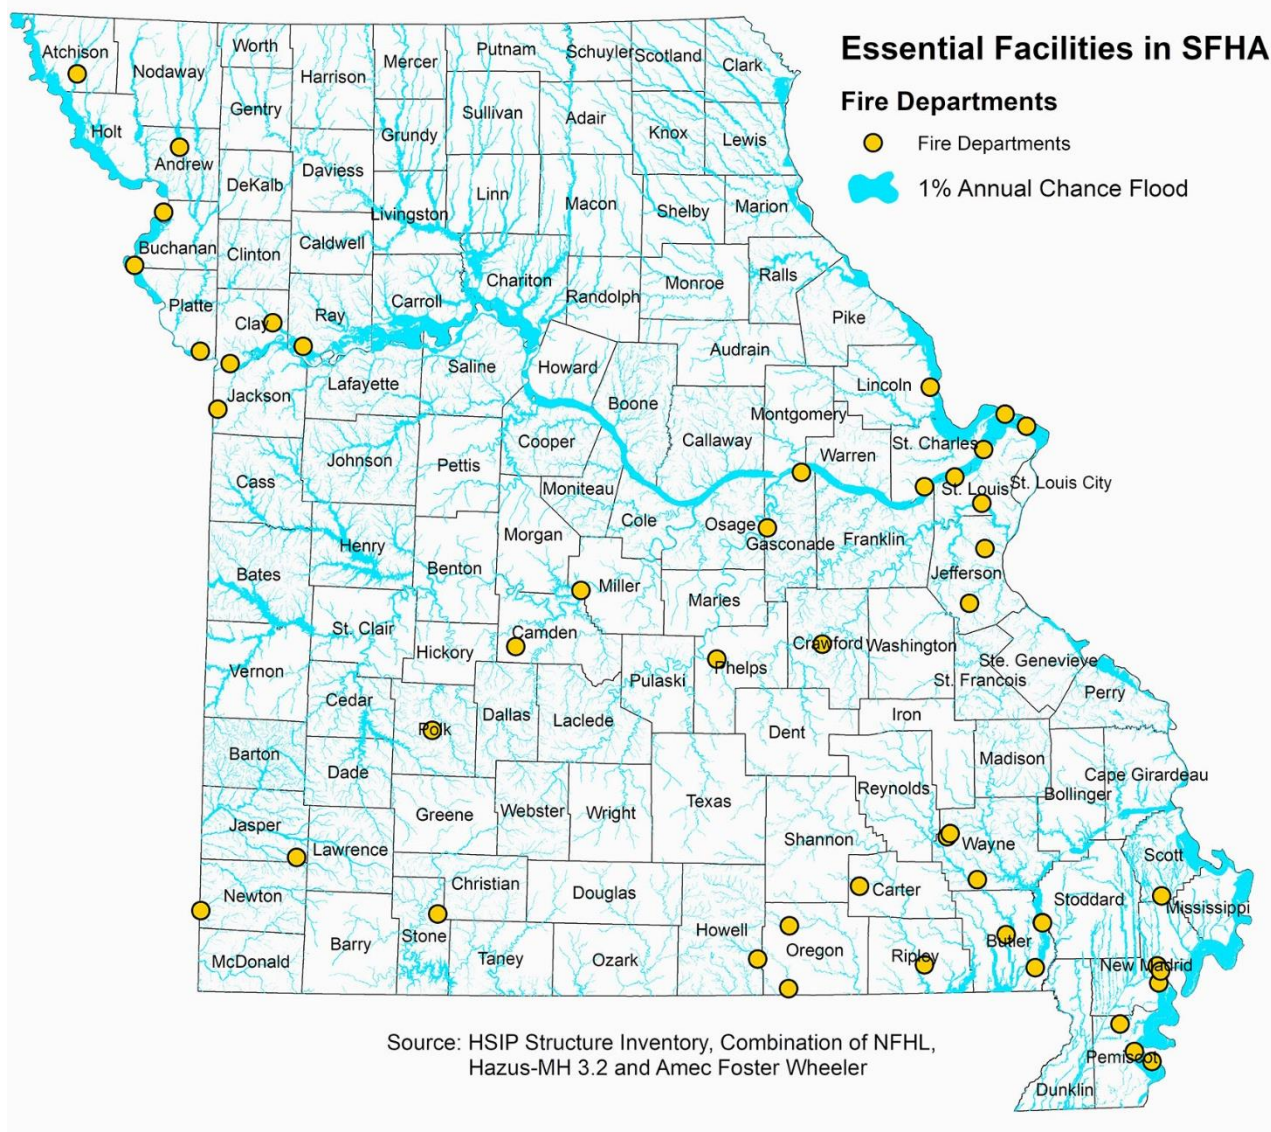 Essential Facilities in SFHA
Fire Departments
Fire Departments
1% Annual Chance Flood
Atchison
Nodaway
Worth
Harrison
Mercer
Putnam
Schuyler
Scotland
Clark
Holt
Andrew
Gentry
DeKalb
Daviess
Grundy
Sullivan
Adair
Knox
Lewis
Livingston
Linn
Macon
Shelby
Marion
Buchanan
Clinton
Caldwell
Chariton
Randolph
Monroe
Ralls
Platte
Clay
Ray
Carroll
Pike
Audrain
Jackson
Lafayette
Saline
Howard
Boone
Lincoln
Montgomery
Callaway
Warren
St. Charles
St. Louis
St. Louis City
Cass
Johnson
Pettis
Cooper
Moniteau
Cole
Osage
Gasconade
Franklin
Jefferson
Bates
Henry
Benton
Morgan
Miller
Maries
St. Clair
Hickory
Camden
Pulaski
Phelps
Crawford
Washington
Ste. Genevieve
St. Francois
Perry
Vernon
Cedar
Polk
Dallas
Laclede
Dent
Iron
Madison
Barton
Dade
Greene
Webster
Wright
Texas
Reynolds
Cape Girardeau
Bollinger
Jasper
Lawrence
Shannon
Wayne
Scott
Newton
Christian
Douglas
Carter
Stoddard
Mississippi
McDonald
Barry
Stone
Taney
Ozark
Howell
Oregon
Ripley
Butler
New Madrid
Pemiscot
Dunklin
Source: HSIP Structure Inventory, Combination of NFHL,
Hazus-MH 3.2 and Amec Foster Wheeler